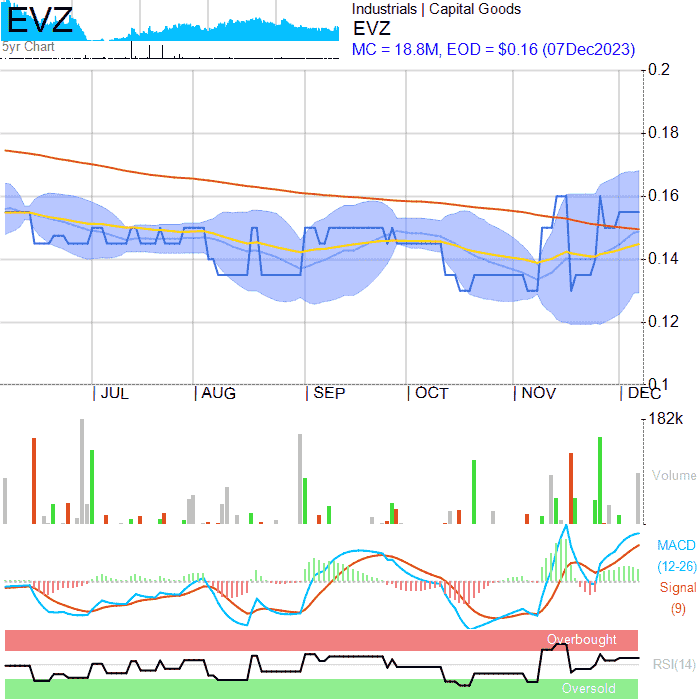 EVZ
5yr Chart
Industrials | Capital Goods
EVZ
MC = 18.8M, EOD = $0.16 (07Dec2023)
0.2
0.18
0.16
0.14
0.12
0.1
JUL AUG SEP OCT NOV DEC
182k
Volume
MACD
(12-26)
Signal
(9)
Overbought
RSI(14)
Oversold